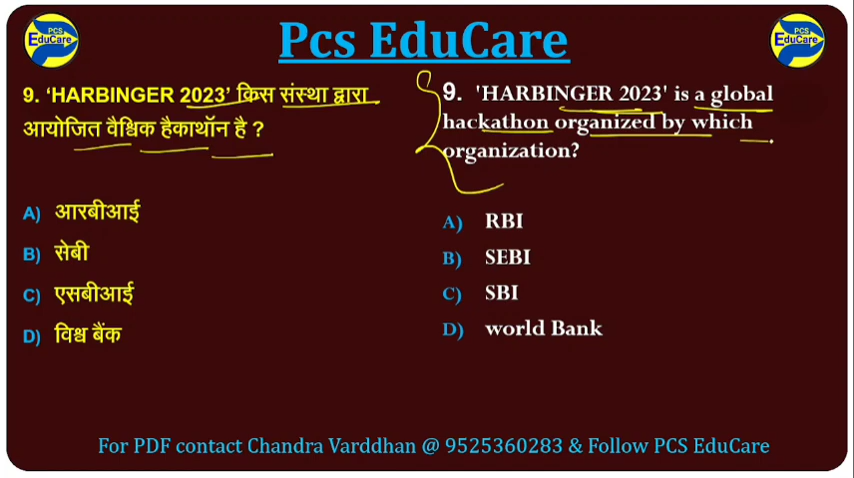 PCS
EduCare
Pcs EduCare
PCS
EduCare
9. ‘HARBINGER 2023’ किस संस्था द्वारा
आयोजित वैश्विक हैकाथॉन है ?
A) आरबीआई
B) सेबी
C) एसबीआई
D) विश्व बैंक
9. 'HARBINGER 2023' is a global
hackathon organized by which
organization?
A) RBI
B) SEBI
C) SBI
D) world Bank
For PDF contact Chandra Varddhan @ 9525360283 & Follow PCS EduCare